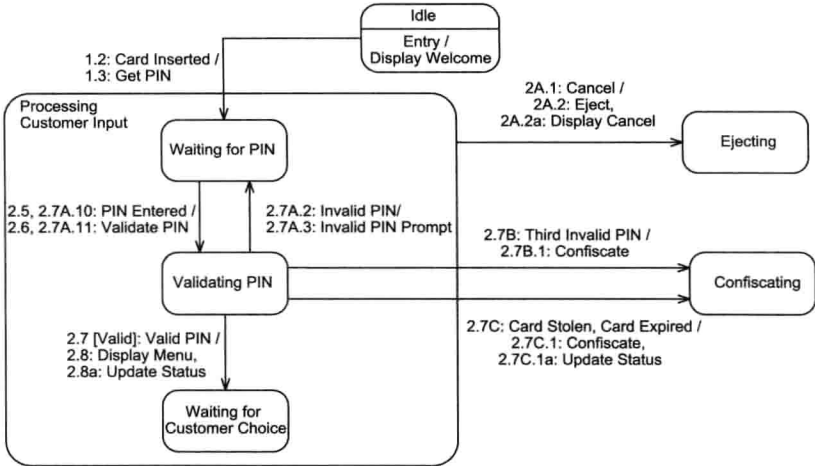 Idle
Entry /
Display Welcome
1.2: Card Inserted /
1.3: Get PIN
Processing
Customer Input
2A.1: Cancel /
2A.2: Eject,
2A.2a: Display Cancel
Ejecting
Waiting for PIN
2.5, 2.7A.10: PIN Entered /
2.6, 2.7A.11: Validate PIN
2.7A.2: Invalid PIN/
2.7A.3: Invalid PIN Prompt
2.7B: Third Invalid PIN /
2.7B.1: Confiscate
Validating PIN
Confiscating
2.7C: Card Stolen, Card Expired /
2.7C.1: Confiscate,
2.7C.1a: Update Status
2.7 [Valid]: Valid PIN /
2.8: Display Menu,
2.8a: Update Status
Waiting for
Customer Choice